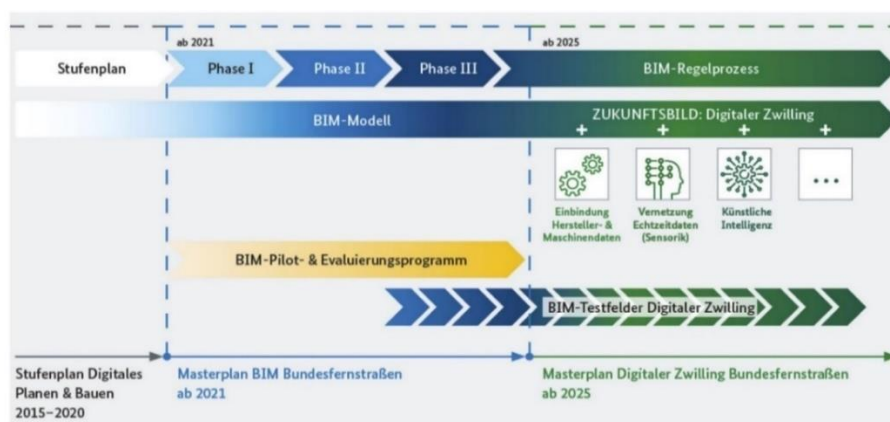 ab 2021
ab 2025
Stufenplan
Phase I
Phase II
Phase III
BIM-Regelprozess
BIM-Modell
ZUKUNFTSBILD: Digitaler Zwilling
+ + + +
...
Einbindung
Hersteller- &
Maschinendaten
Vernetzung
Echtzeitdaten
(Sensorik)
Künstliche
Intelligenz
BIM-Pilot- & Evaluierungsprogramm
BIM-Testfelder Digitaler Zwilling
Stufenplan Digitales
Planen & Bauen
2015–2020
Masterplan BIM Bundesfernstraßen
ab 2021
Masterplan Digitaler Zwilling Bundesfernstraßen
ab 2025